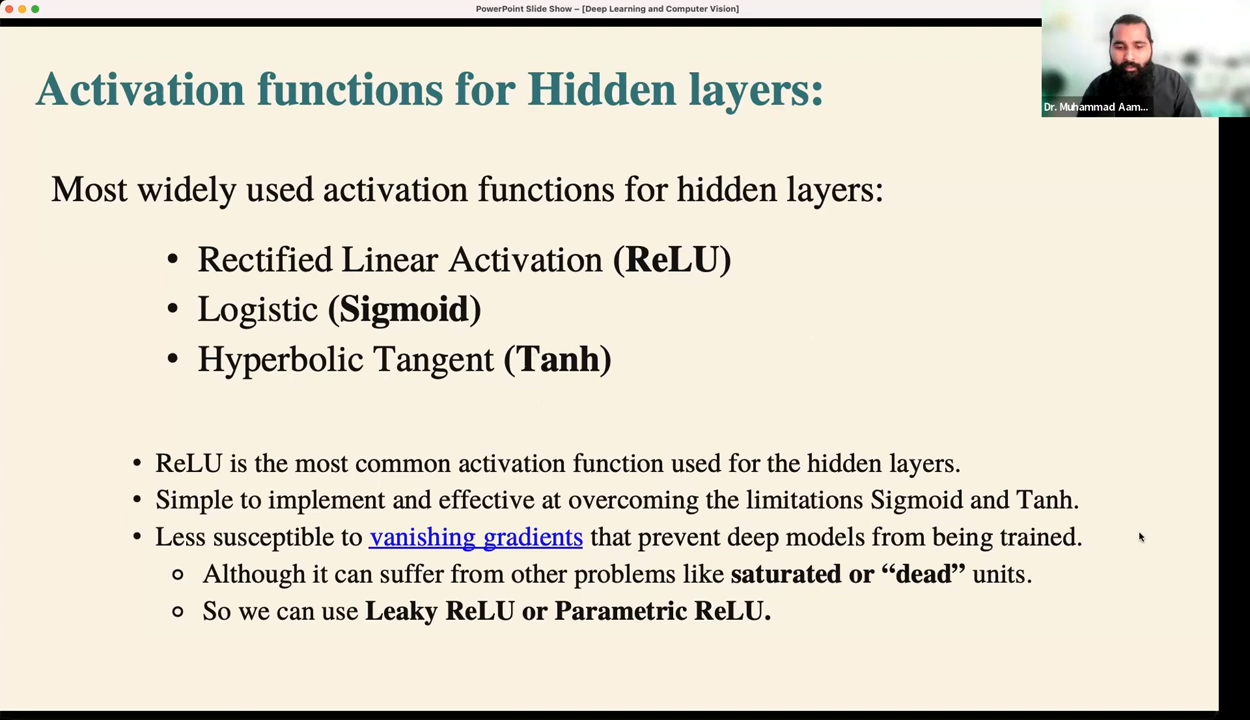 PowerPoint Slide Show – [Deep Learning and Computer Vision]
Activation functions for Hidden layers:
Dr. Muhammad Aam...
Most widely used activation functions for hidden layers:
• Rectified Linear Activation (ReLU)
• Logistic (Sigmoid)
• Hyperbolic Tangent (Tanh)
• ReLU is the most common activation function used for the hidden layers.
• Simple to implement and effective at overcoming the limitations Sigmoid and Tanh.
• Less susceptible to vanishing gradients that prevent deep models from being trained.
○ Although it can suffer from other problems like saturated or “dead” units.
○ So we can use Leaky ReLU or Parametric ReLU.